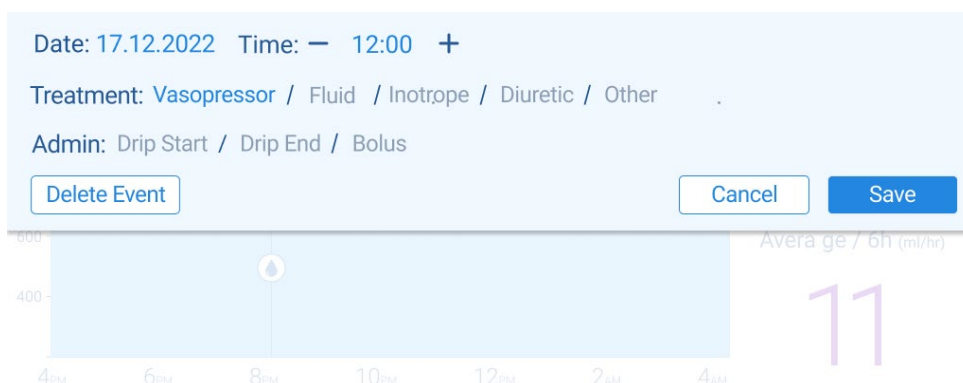 Date: 17.12.2022 Time: − 12:00 +
Treatment: Vasopressor / Fluid / Inotrope / Diuretic / Other .
Admin: Drip Start / Drip End / Bolus
Delete Event Cancel Save
600 - Avera ge / 6h (ml/hr)
400 - 11
4PM 6PM 8PM 10PM 12PM 2AM 4AM